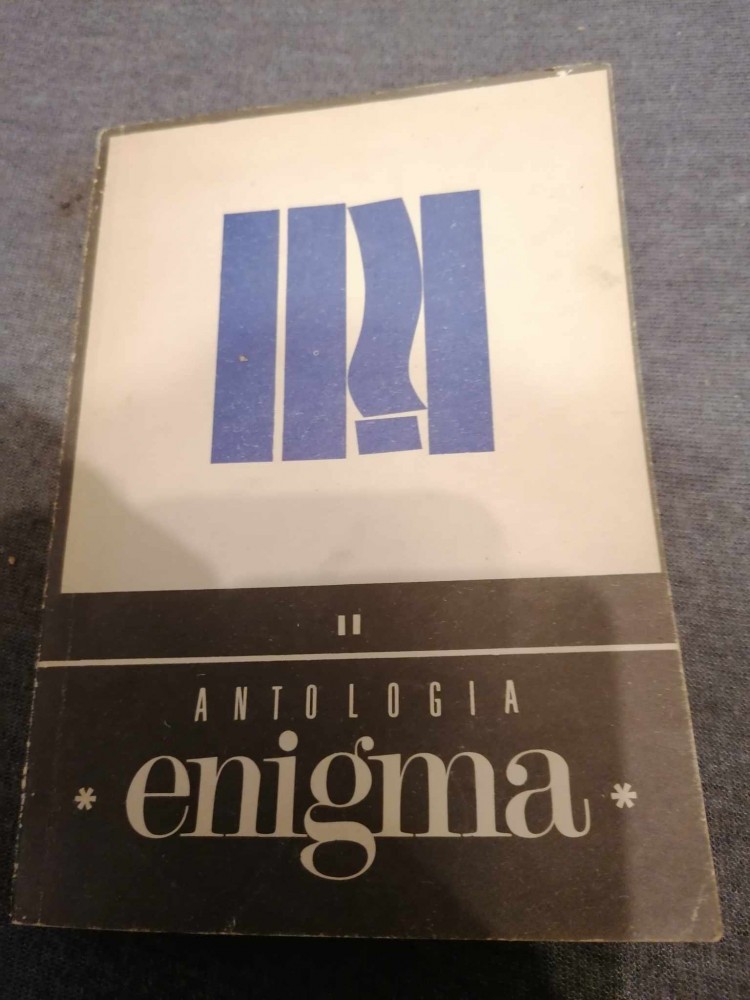 II
ANTOLOGIA
* enigma *